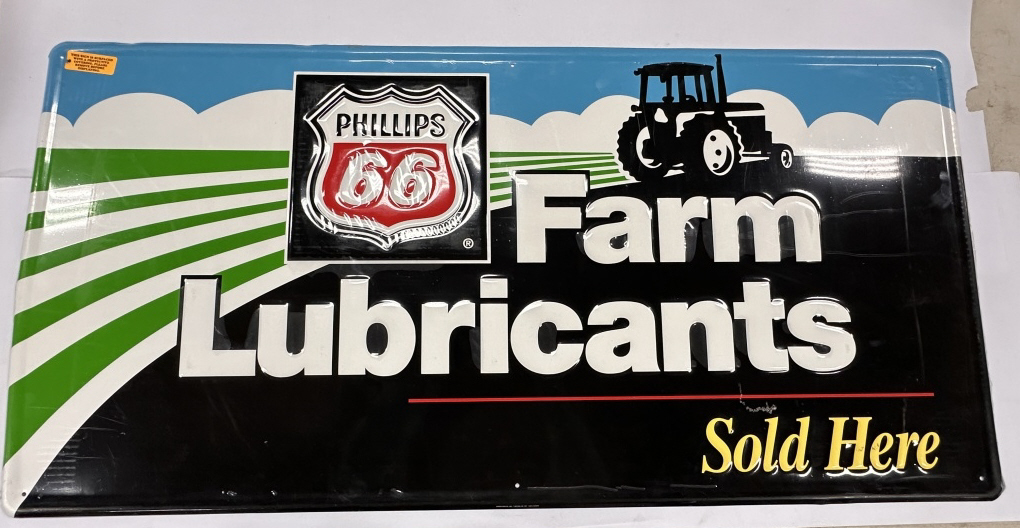 PHILLIPS
66
®
Farm
Lubricants
Sold Here